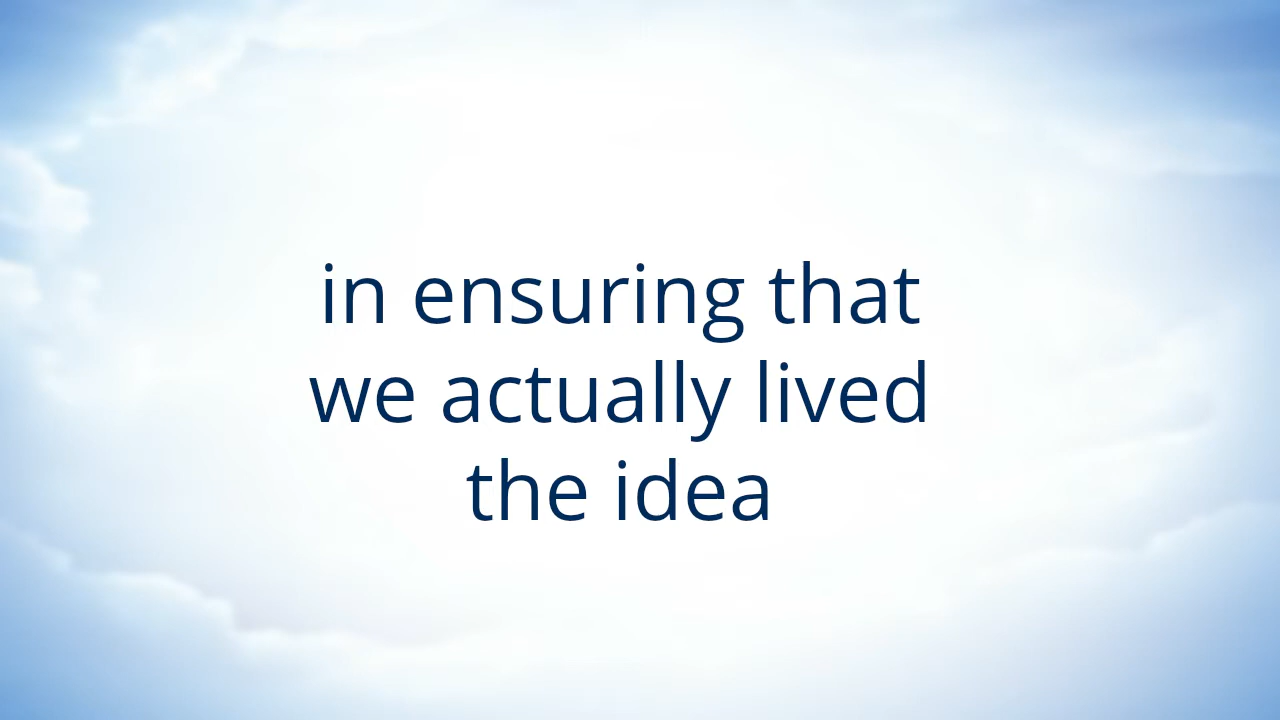 in ensuring that
we actually lived
the idea